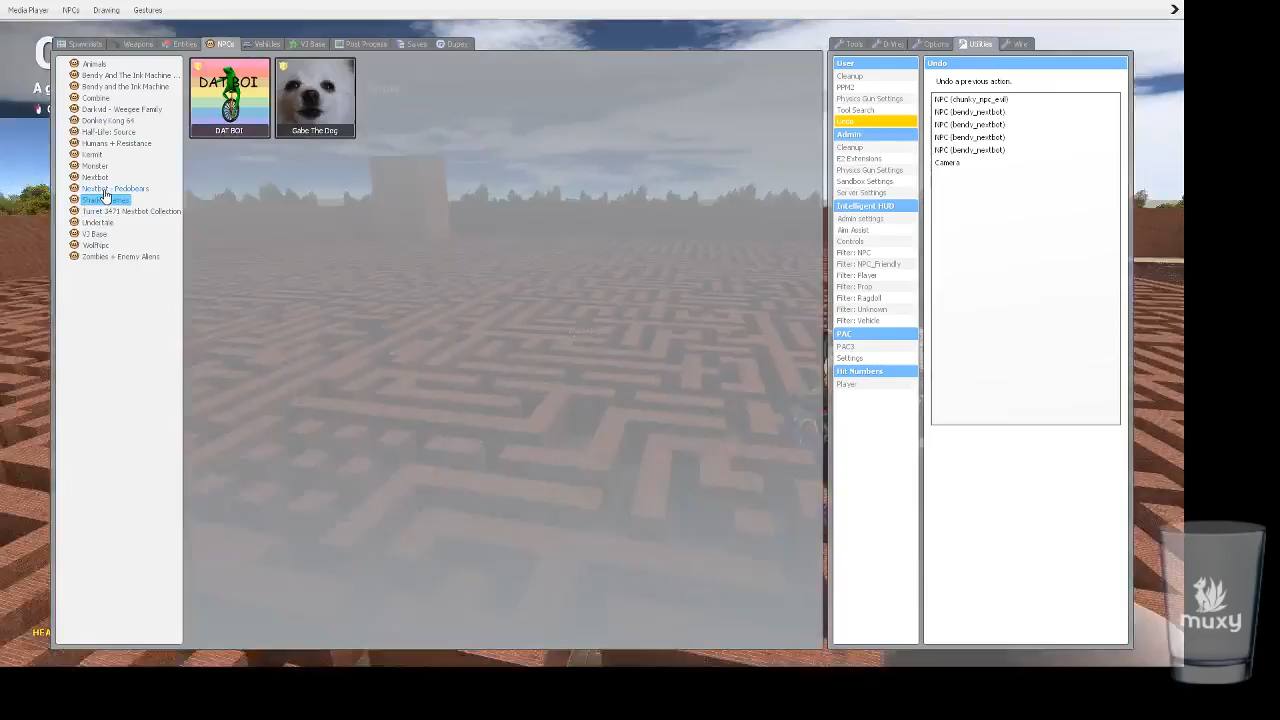 Media Player NPCs Drawing Gestures
Spawnlists Weapons Entities NPCs Vehicles VJ Base Post Process Saves Dupes
Tools Options Utilities Wire
Animals
Bendy And The Ink Machine ...
Bendy and the Ink Machine
Combine
Darkvid - Weegee Family
Donkey Kong 64
Half-Life: Source
Humans + Resistance
Kermit
Monster
Nextbot
Nextbot - Pedobears
Turret 3471 Nextbot Collection
Undertale
VJ Base
WolfNpc
Zombies + Enemy Aliens
DAT BOI
DAT BOI
Gabe The Dog
User
Cleanup
PPM2
Physics Gun Settings
Tool Search
Undo
Admin
Cleanup
E2 Extensions
Physics Gun Settings
Sandbox Settings
Server Settings
Intelligent HUD
Admin settings
Aim Assist
Controls
Filter: NPC
Filter: NPC_Friendly
Filter: Player
Filter: Prop
Filter: Ragdoll
Filter: Unknown
Filter: Vehicle
PAC
PAC3
Settings
Hit Numbers
Player
Undo
Undo a previous action.
NPC (chunky_npc_evil)
NPC (bendy_nextbot)
NPC (bendy_nextbot)
NPC (bendy_nextbot)
NPC (bendy_nextbot)
Camera
HEA
muxy